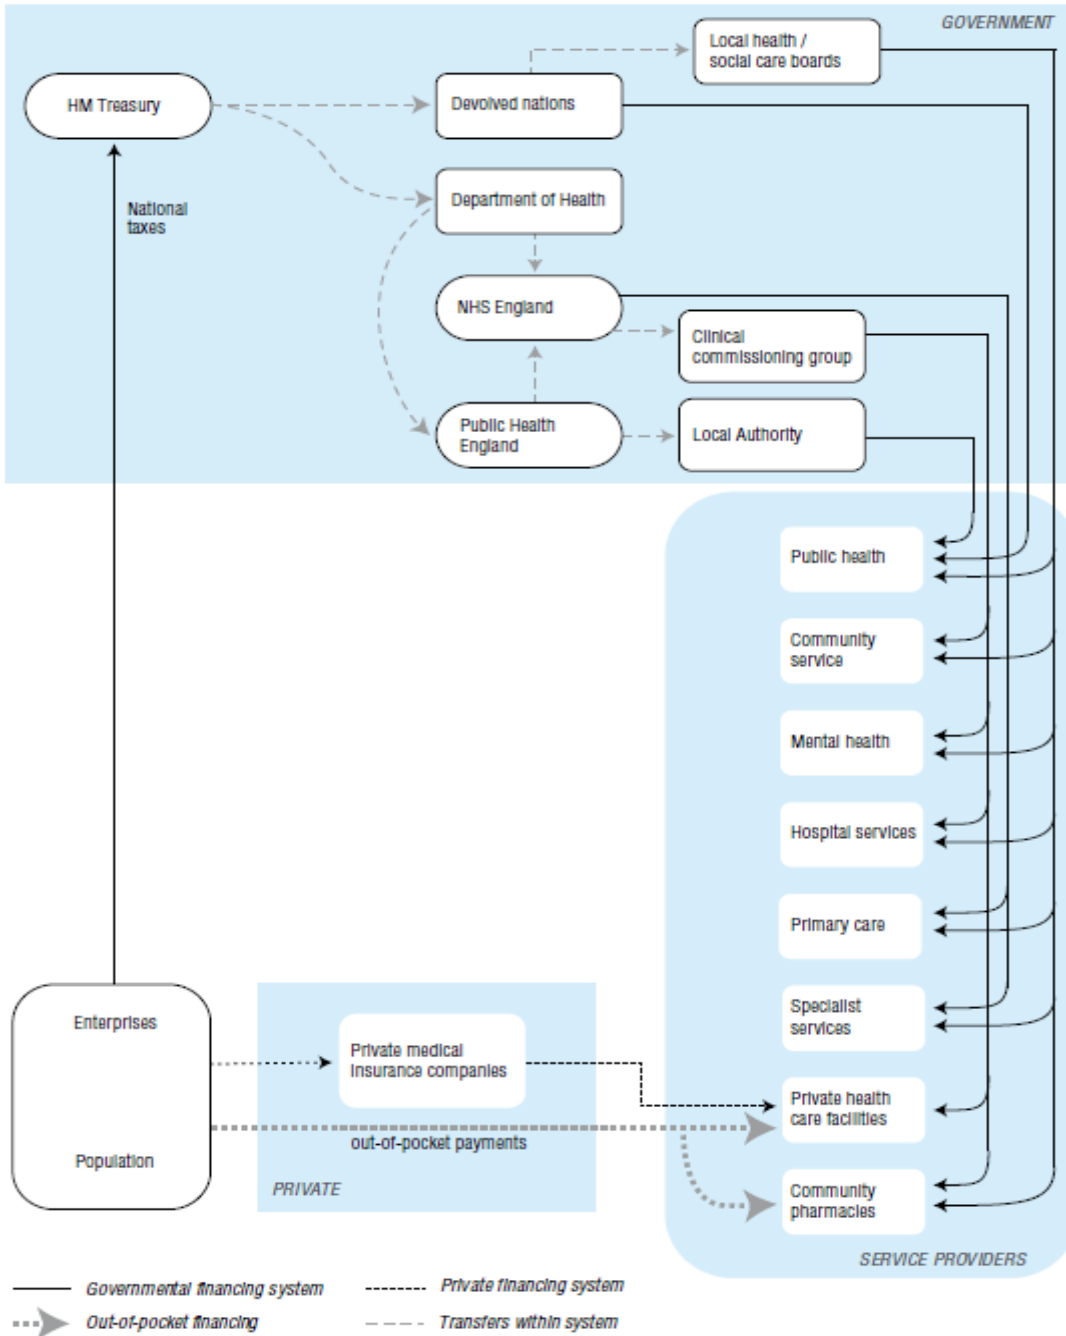 GOVERNMENT
Local health /
social care boards
HM Treasury
Devolved nations
National
taxes
Department of Health
NHS England
Clinical
commissioning group
Public Health
England
Local Authority
Public health
Community
service
Mental health
Hospital services
Primary care
Specialist
services
Enterprises
Private medical
insurance companies
Private health
care facilities
out-of-pocket payments
Population
PRIVATE
Community
pharmacies
SERVICE PROVIDERS
Governmental financing system
Private financing system
Out-of-pocket financing
Transfers within system